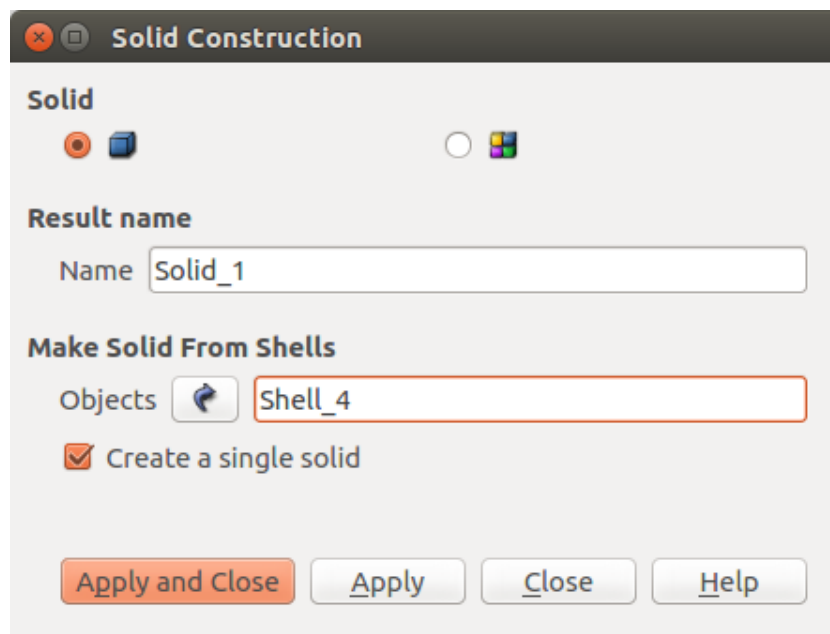 Solid Construction
Solid
Result name
Name Solid_1
Make Solid From Shells
Objects Shell_4
Create a single solid
Apply and Close Apply Close Help